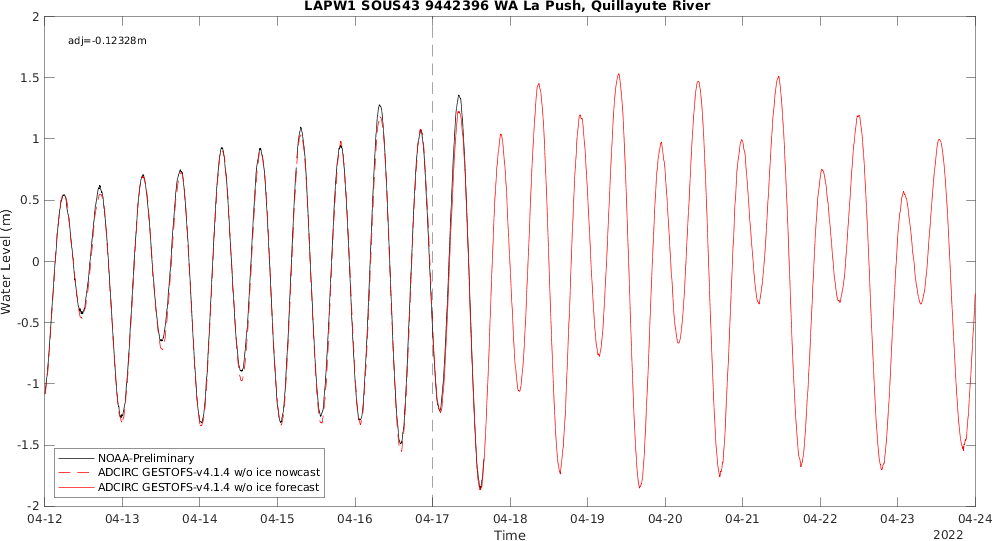 LAPW1 SOUS43 9442396 WA La Push, Quillayute River
adj=-0.12328m
Water Level (m)
2
1.5
1
0.5
0
-0.5
-1
-1.5
-2
NOAA-Preliminary
ADCIRC GESTOFS-v4.1.4 w/o ice nowcast
ADCIRC GESTOFS-v4.1.4 w/o ice forecast
04-12 04-13 04-14 04-15 04-16 04-17 04-18 04-19 04-20 04-21 04-22 04-23 04-24
Time
2022